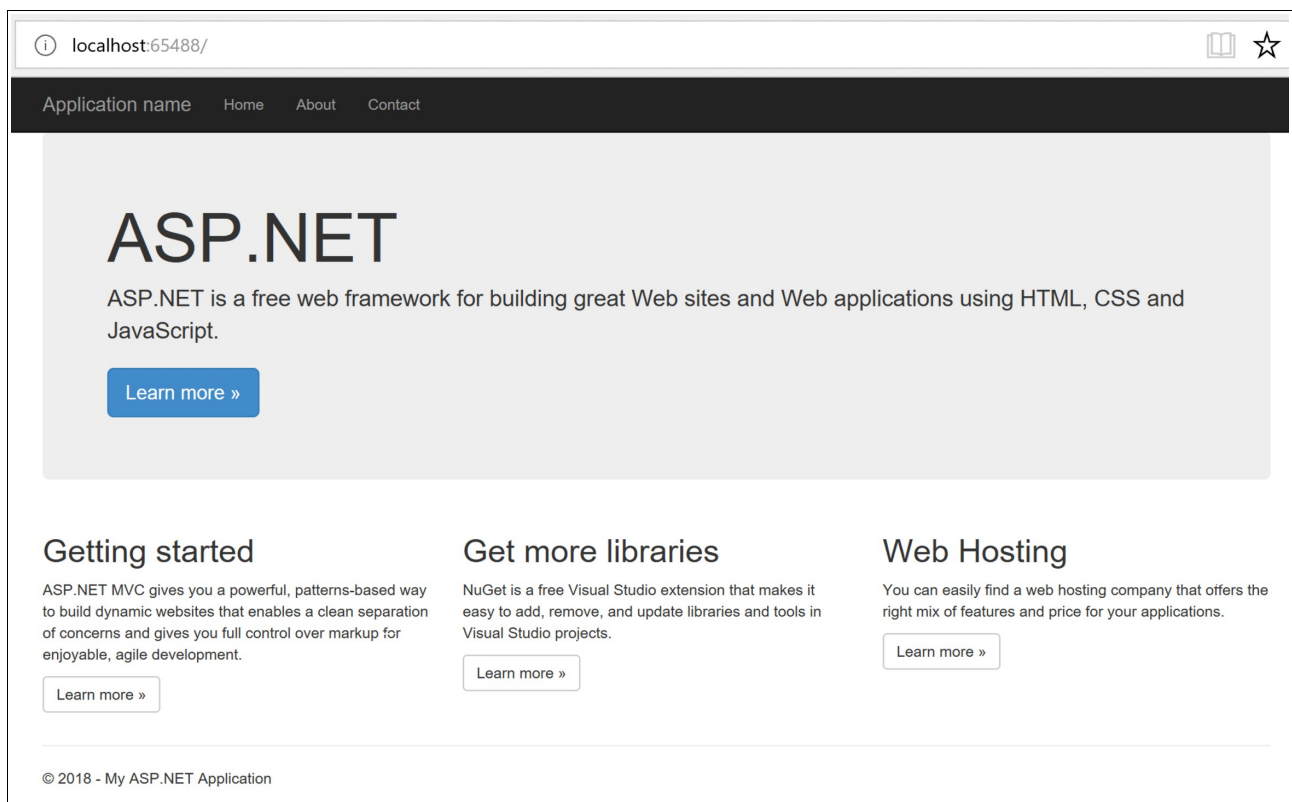 localhost:65488/
Application name Home About Contact
ASP.NET
ASP.NET is a free web framework for building great Web sites and Web applications using HTML, CSS and
JavaScript.
Learn more »
Getting started
ASP.NET MVC gives you a powerful, patterns-based way
to build dynamic websites that enables a clean separation
of concerns and gives you full control over markup for
enjoyable, agile development.
Learn more »
Get more libraries
NuGet is a free Visual Studio extension that makes it
easy to add, remove, and update libraries and tools in
Visual Studio projects.
Learn more »
Web Hosting
You can easily find a web hosting company that offers the
right mix of features and price for your applications.
Learn more »
© 2018 - My ASP.NET Application